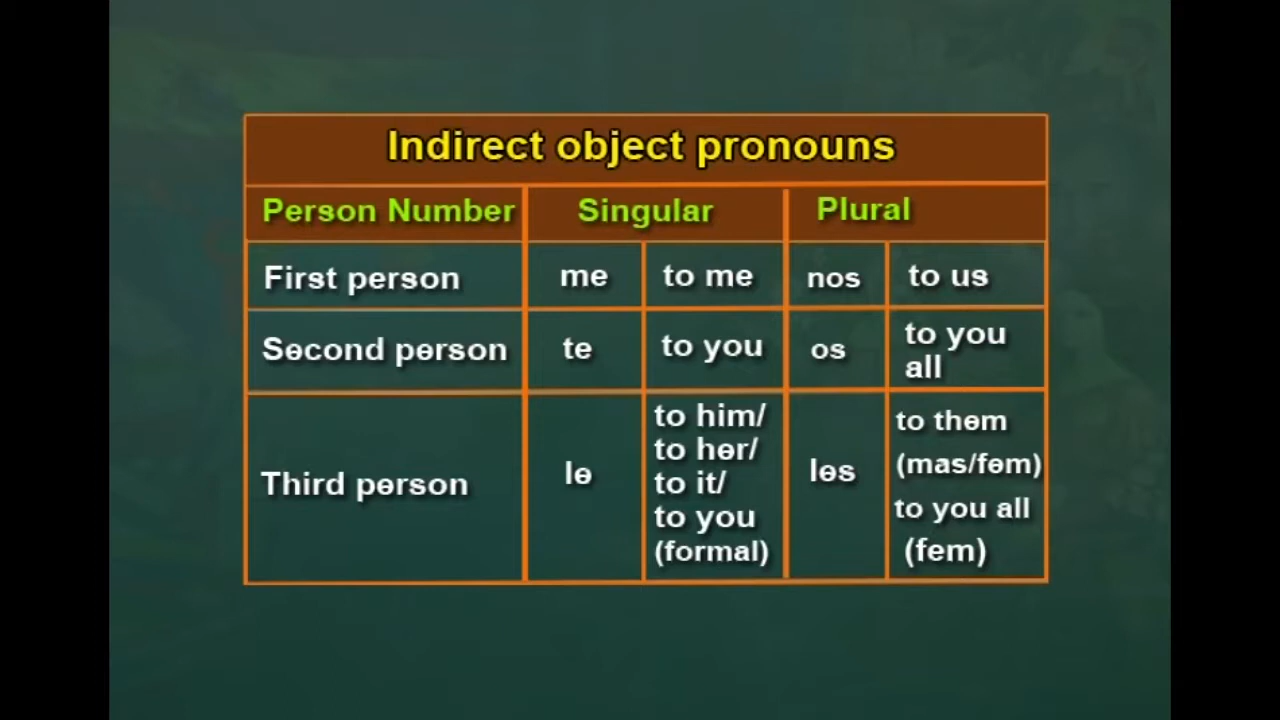 Indirect object pronouns
Person Number Singular Plural
First person me to me nos to us
Second person te to you os to you all
Third person le to him/ to her/ to it/ to you (formal) les to them (mas/fem) to you all (fem)